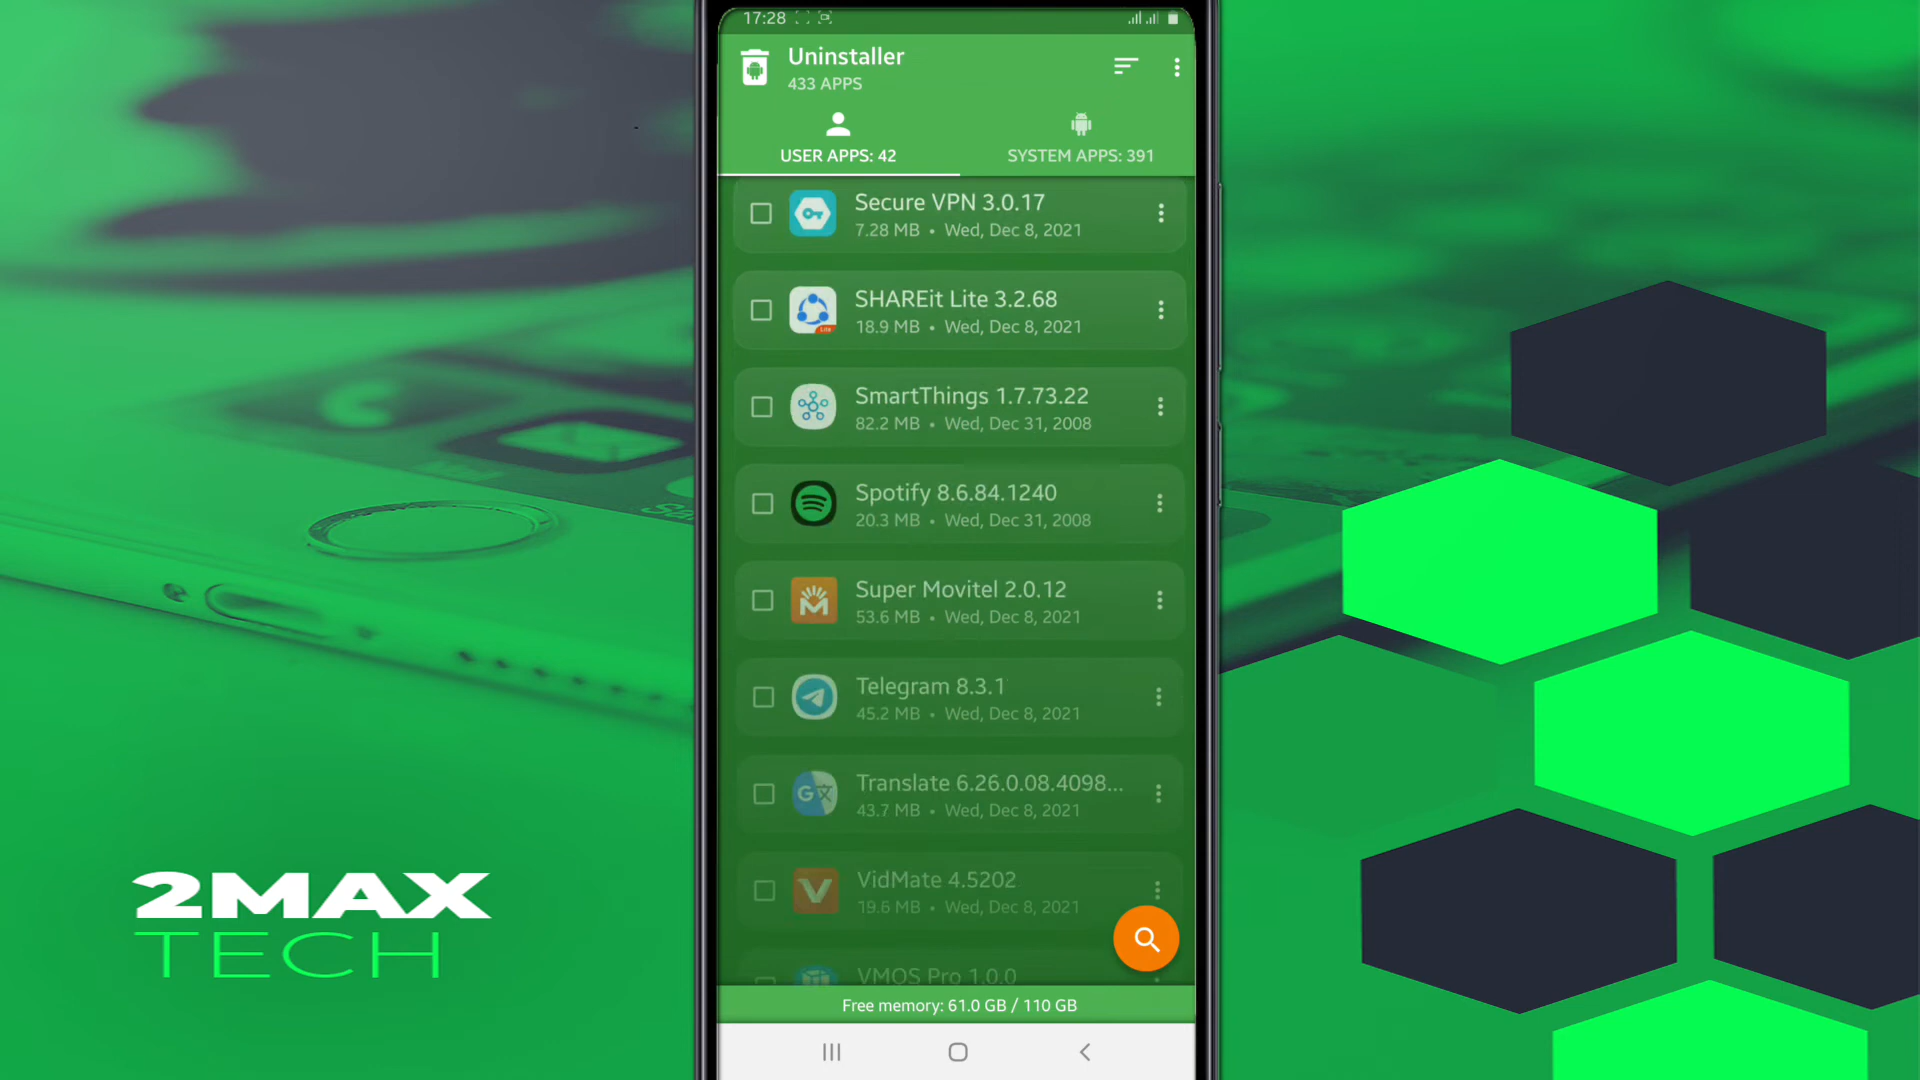 17:28
Uninstaller
433 APPS
USER APPS: 42
SYSTEM APPS: 391
Secure VPN 3.0.17
7.28 MB • Wed, Dec 8, 2021
SHAREit Lite 3.2.68
Lite
18.9 MB • Wed, Dec 8, 2021
SmartThings 1.7.73.22
82.2 MB • Wed, Dec 31, 2008
Spotify 8.6.84.1240
20.3 MB • Wed, Dec 31, 2008
Super Movitel 2.0.12
53.6 MB • Wed, Dec 8, 2021
Telegram 8.3.1
45.2 MB • Wed, Dec 8, 2021
Translate 6.26.0.08.4098...
43.7 MB • Wed, Dec 8, 2021
VidMate 4.5202
19.6 MB • Wed, Dec 8, 2021
VMOS Pro 1.0.0
Free memory: 61.0 GB / 110 GB
2MAX
TECH